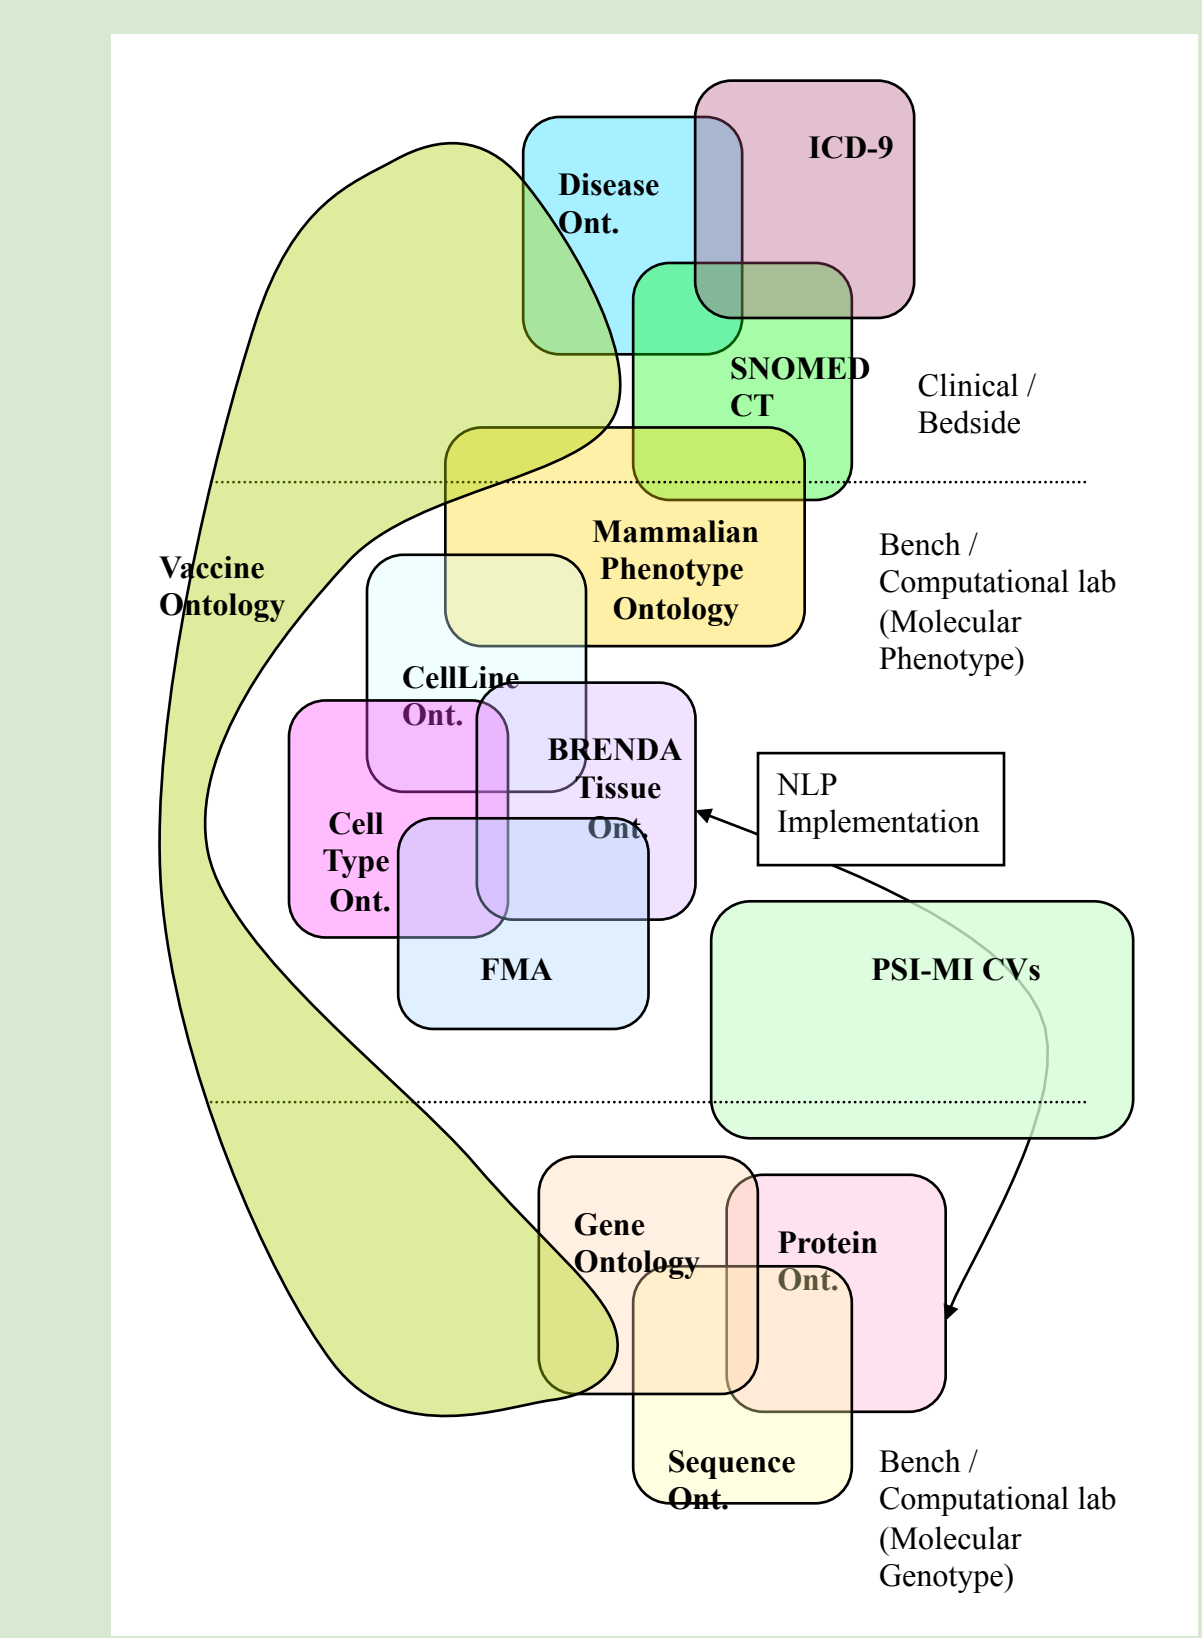 ICD-9
Disease
Ont.
SNOMED
CT
Clinical /
Bedside
Vaccine
Ontology
Mammalian
Phenotype
Ontology
Bench /
Computational lab
(Molecular
Phenotype)
CellLine
Ont.
BRENDA
Tissue
Ont.
NLP
Implementation
Cell
Type
Ont.
FMA
PSI-MI CVs
Gene
Ontology
Protein
Ont.
Sequence
Ont.
Bench /
Computational lab
(Molecular
Genotype)